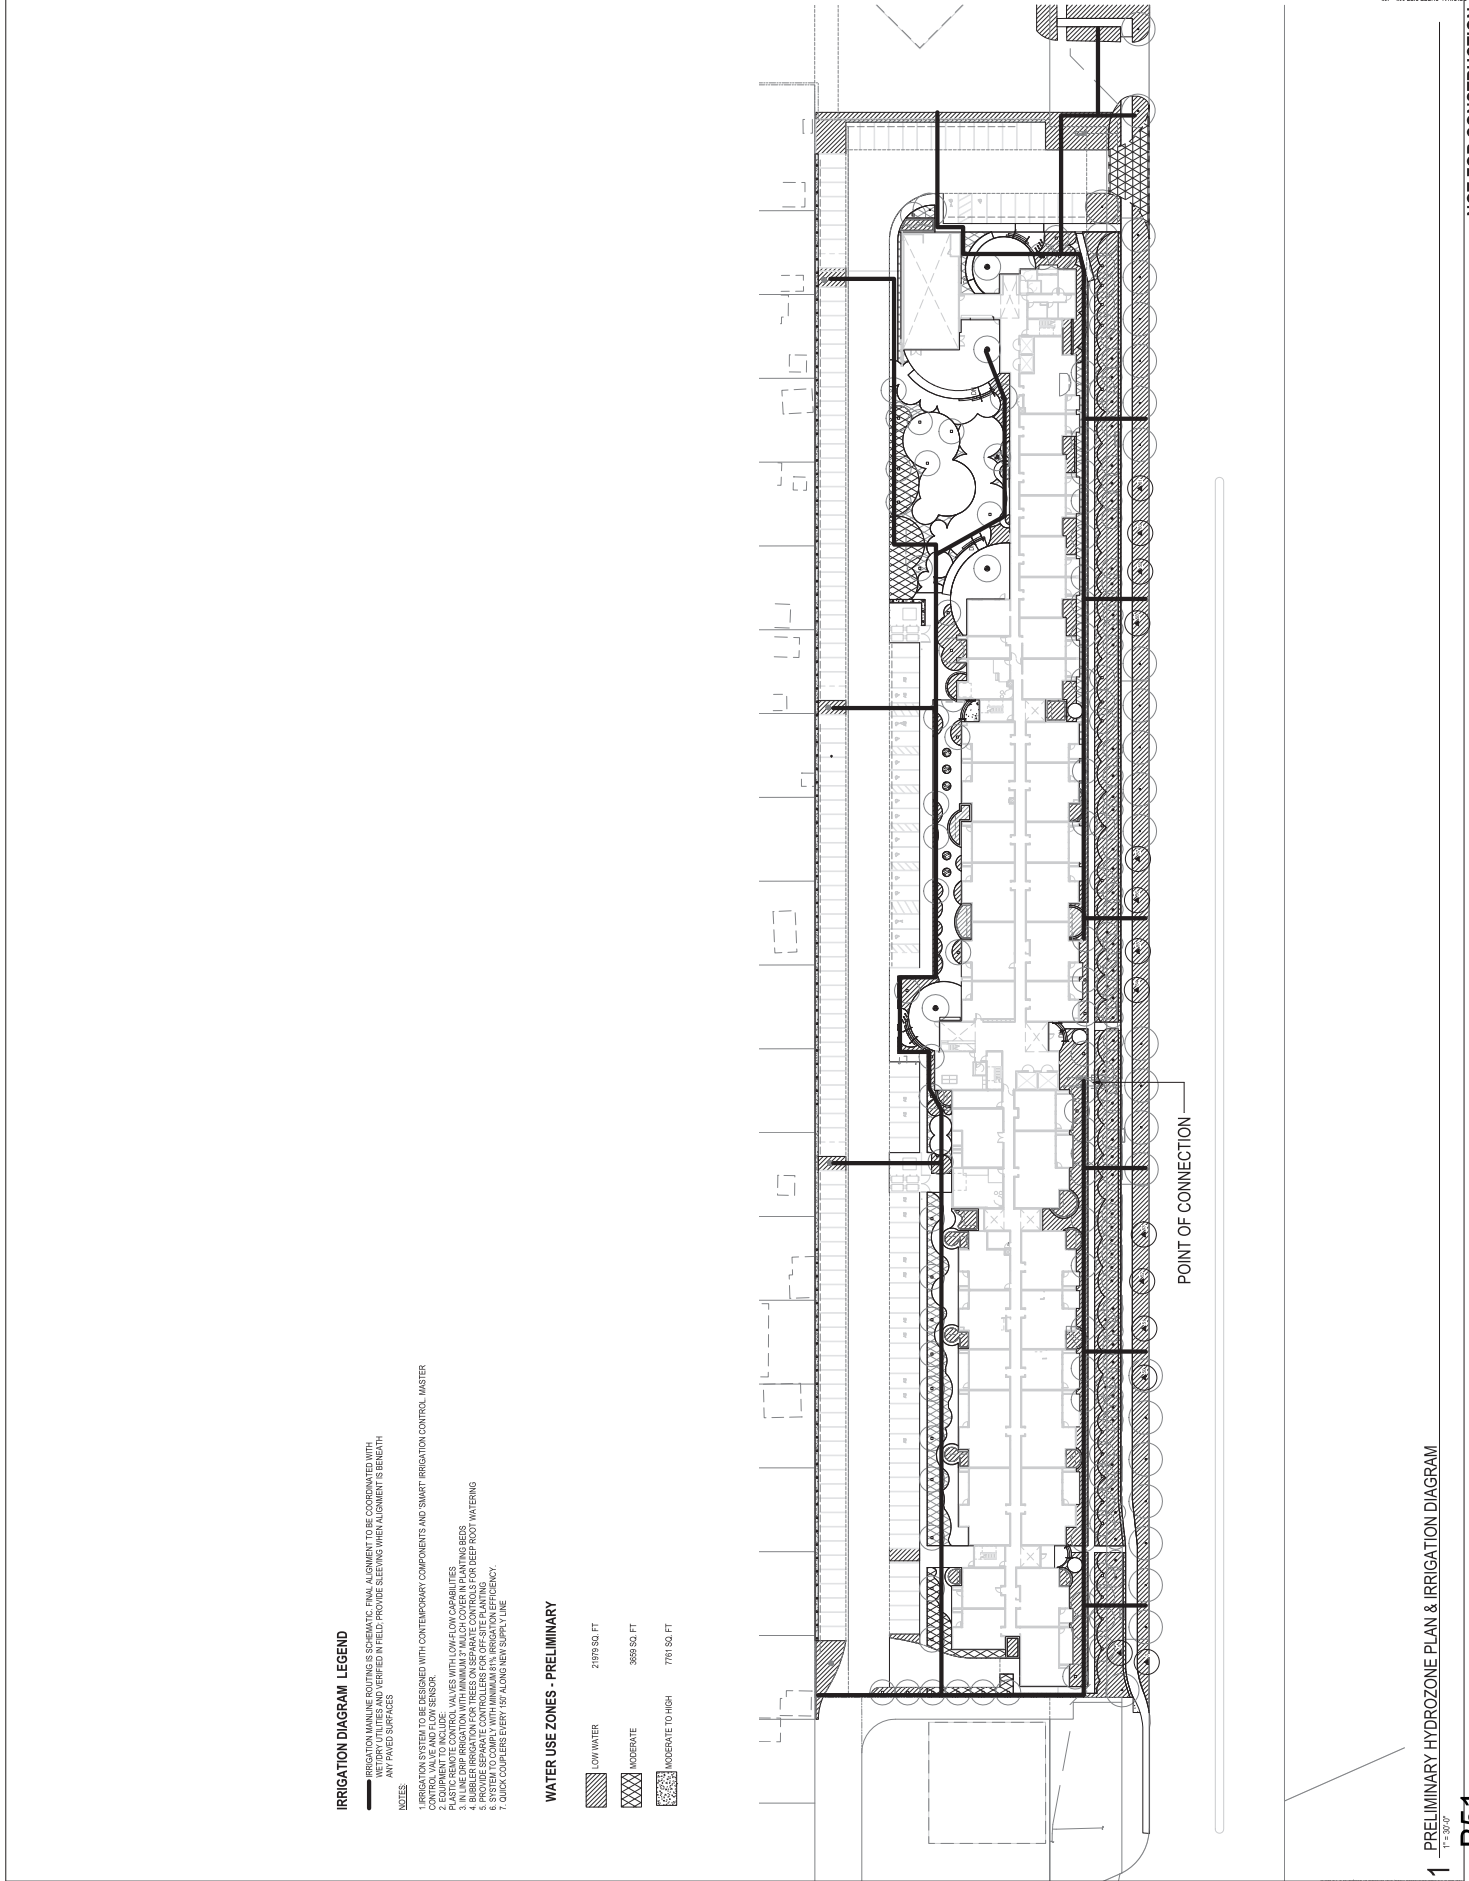 IRRIGATION DIAGRAM LEGEND
IRRIGATION MAINLINE ROUTING IS SCHEMATIC. FINAL ALIGNMENT TO BE COORDINATED WITH
WET/DRY UTILITIES AND VERIFIED IN FIELD. PROVIDE SLEEVING WHEN ALIGNMENT IS BENEATH
ANY PAVED SURFACES
NOTES:
1.IRRIGATION SYSTEM TO BE DESIGNED WITH CONTEMPORARY COMPONENTS AND 'SMART' IRRIGATION CONTROL. MASTER
CONTROL VALVE AND FLOW SENSOR.
2. EQUIPMENT TO INCLUDE:
PLASTIC REMOTE CONTROL VALVES WITH LOW-FLOW CAPABILITIES
3. IN LINE DRIP IRRIGATION WITH MINIMUM 3" MULCH COVER IN PLANTING BEDS
4. BUBBLER IRRIGATION FOR TREES ON SEPARATE CONTROLS FOR DEEP ROOT WATERING
5. PROVIDE SEPARATE CONTROLLERS FOR OFF-SITE PLANTING
6. SYSTEM TO COMPLY WITH MINIMUM 81% IRRIGATION EFFICIENCY.
7. QUICK COUPLERS EVERY 150' ALONG NEW SUPPLY LINE
WATER USE ZONES - PRELIMINARY
LOW WATER 21979 SQ. FT
MODERATE 3659 SQ. FT
MODERATE TO HIGH 7761 SQ. FT
POINT OF CONNECTION
1 PRELIMINARY HYDROZONE PLAN & IRRIGATION DIAGRAM
1" = 30'-0"